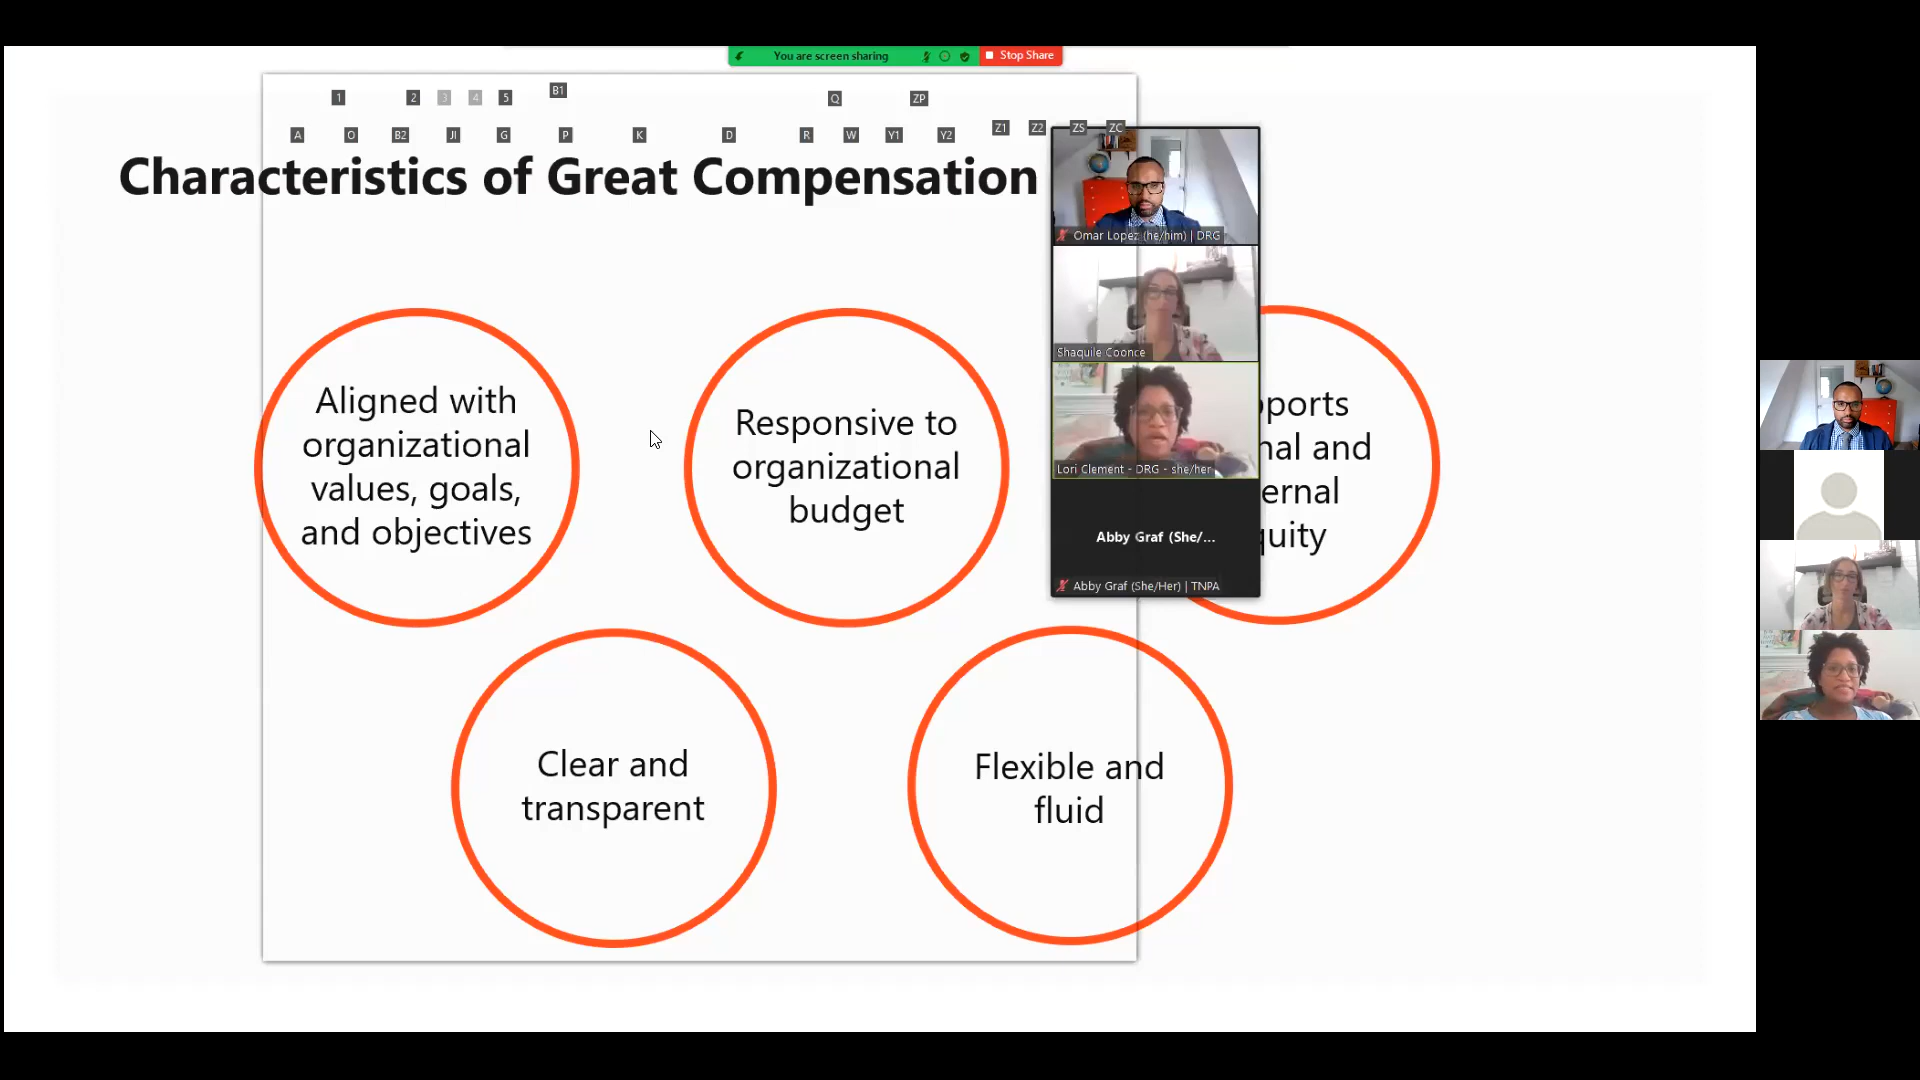 You are screen sharing
Stop Share
1 2 3 4 5 B1 Q ZP
A O B2 JI G P K D R W Y1 Y2 Z1 Z2 ZS ZC
Characteristics of Great Compensation
Omar Lopez (he/him) | DRG
Shaquile Coonce
Lori Clement - DRG - she/her
Abby Graf (She/...
Abby Graf (She/Her) | TNPA
Aligned with
organizational
values, goals,
and objectives
Responsive to
organizational
budget
pports
nal and
ernal
quity
Clear and
transparent
Flexible and
fluid